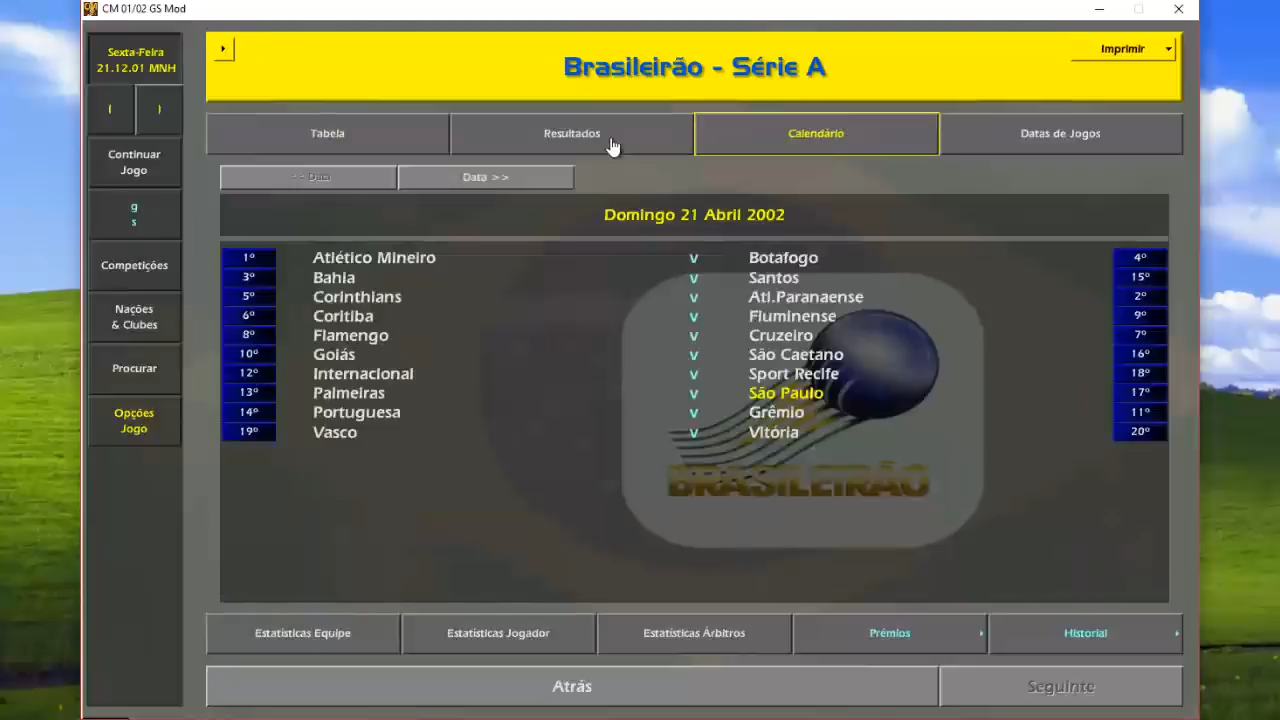 CM 01/02 GS Mod
Sexta-Feira
21.12.01 MNH
Continuar
Jogo
g
s
Competições
Nações
& Clubes
Procurar
Opções
Jogo
Brasileirão - Série A
Imprimir
Tabela Resultados Calendário Datas de Jogos
<< Data Data >>
Domingo 21 Abril 2002
1º Atlético Mineiro v Botafogo 4º
3º Bahia v Santos 15º
5º Corinthians v Atl.Paranaense 2º
6º Coritiba v Fluminense 9º
8º Flamengo v Cruzeiro 7º
10º Goiás v São Caetano 16º
12º Internacional v Sport Recife 18º
13º Palmeiras v São Paulo 17º
14º Portuguesa v Grêmio 11º
19º Vasco v Vitória 20º
BRASILEIRÃO
Estatísticas Equipe Estatísticas Jogador Estatísticas Árbitros Prémios Historial
Atrás Seguinte